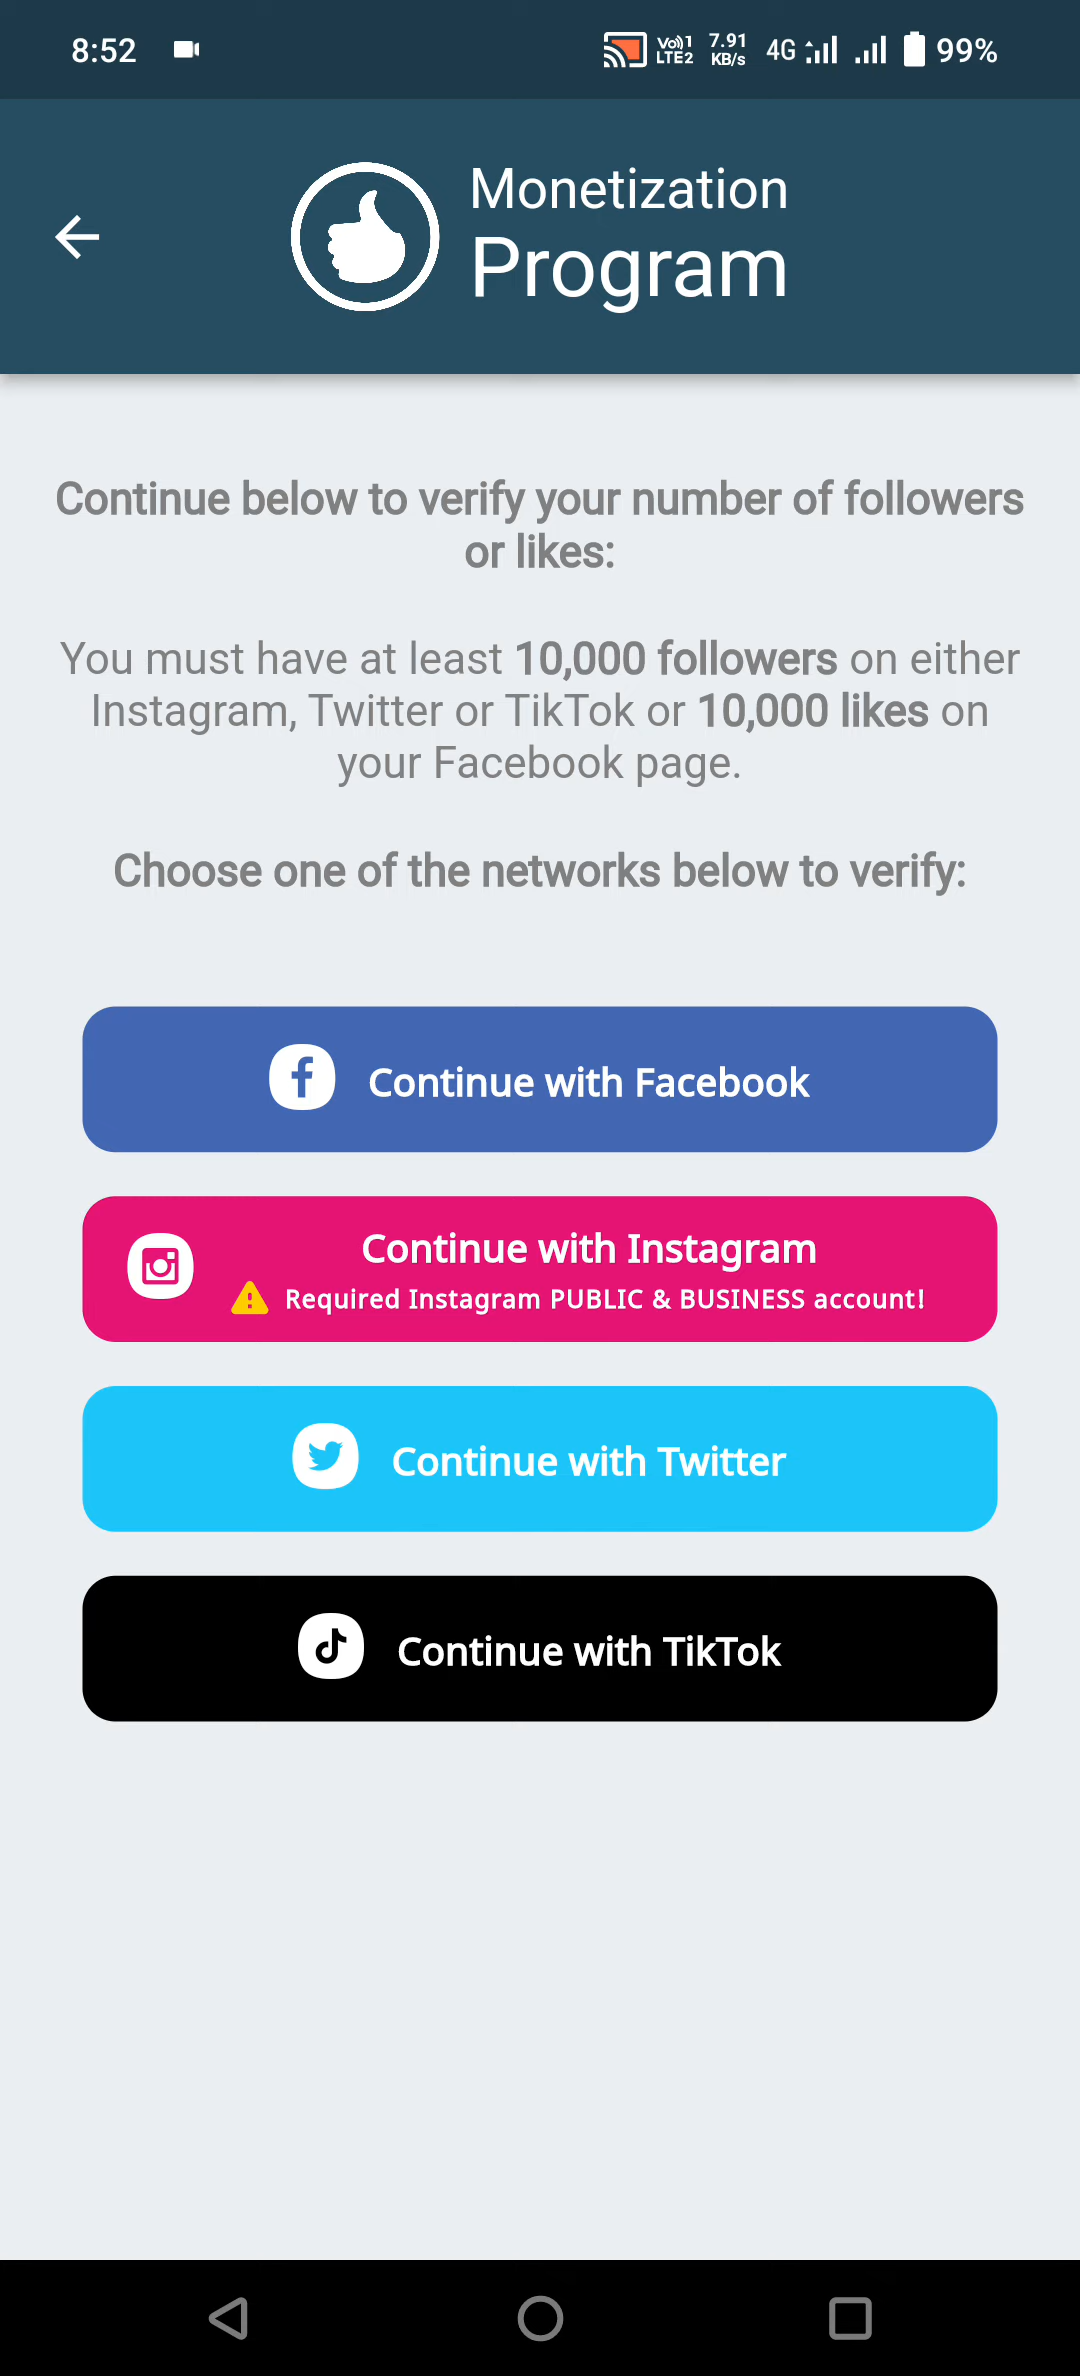 8:52
Vo))1
LTE2
7.91
KB/s
4G
99%
Monetization
Program
Continue below to verify your number of followers
or likes:
You must have at least 10,000 followers on either
Instagram, Twitter or TikTok or 10,000 likes on
your Facebook page.
Choose one of the networks below to verify:
Continue with Facebook
Continue with Instagram
Required Instagram PUBLIC & BUSINESS account!
Continue with Twitter
Continue with TikTok